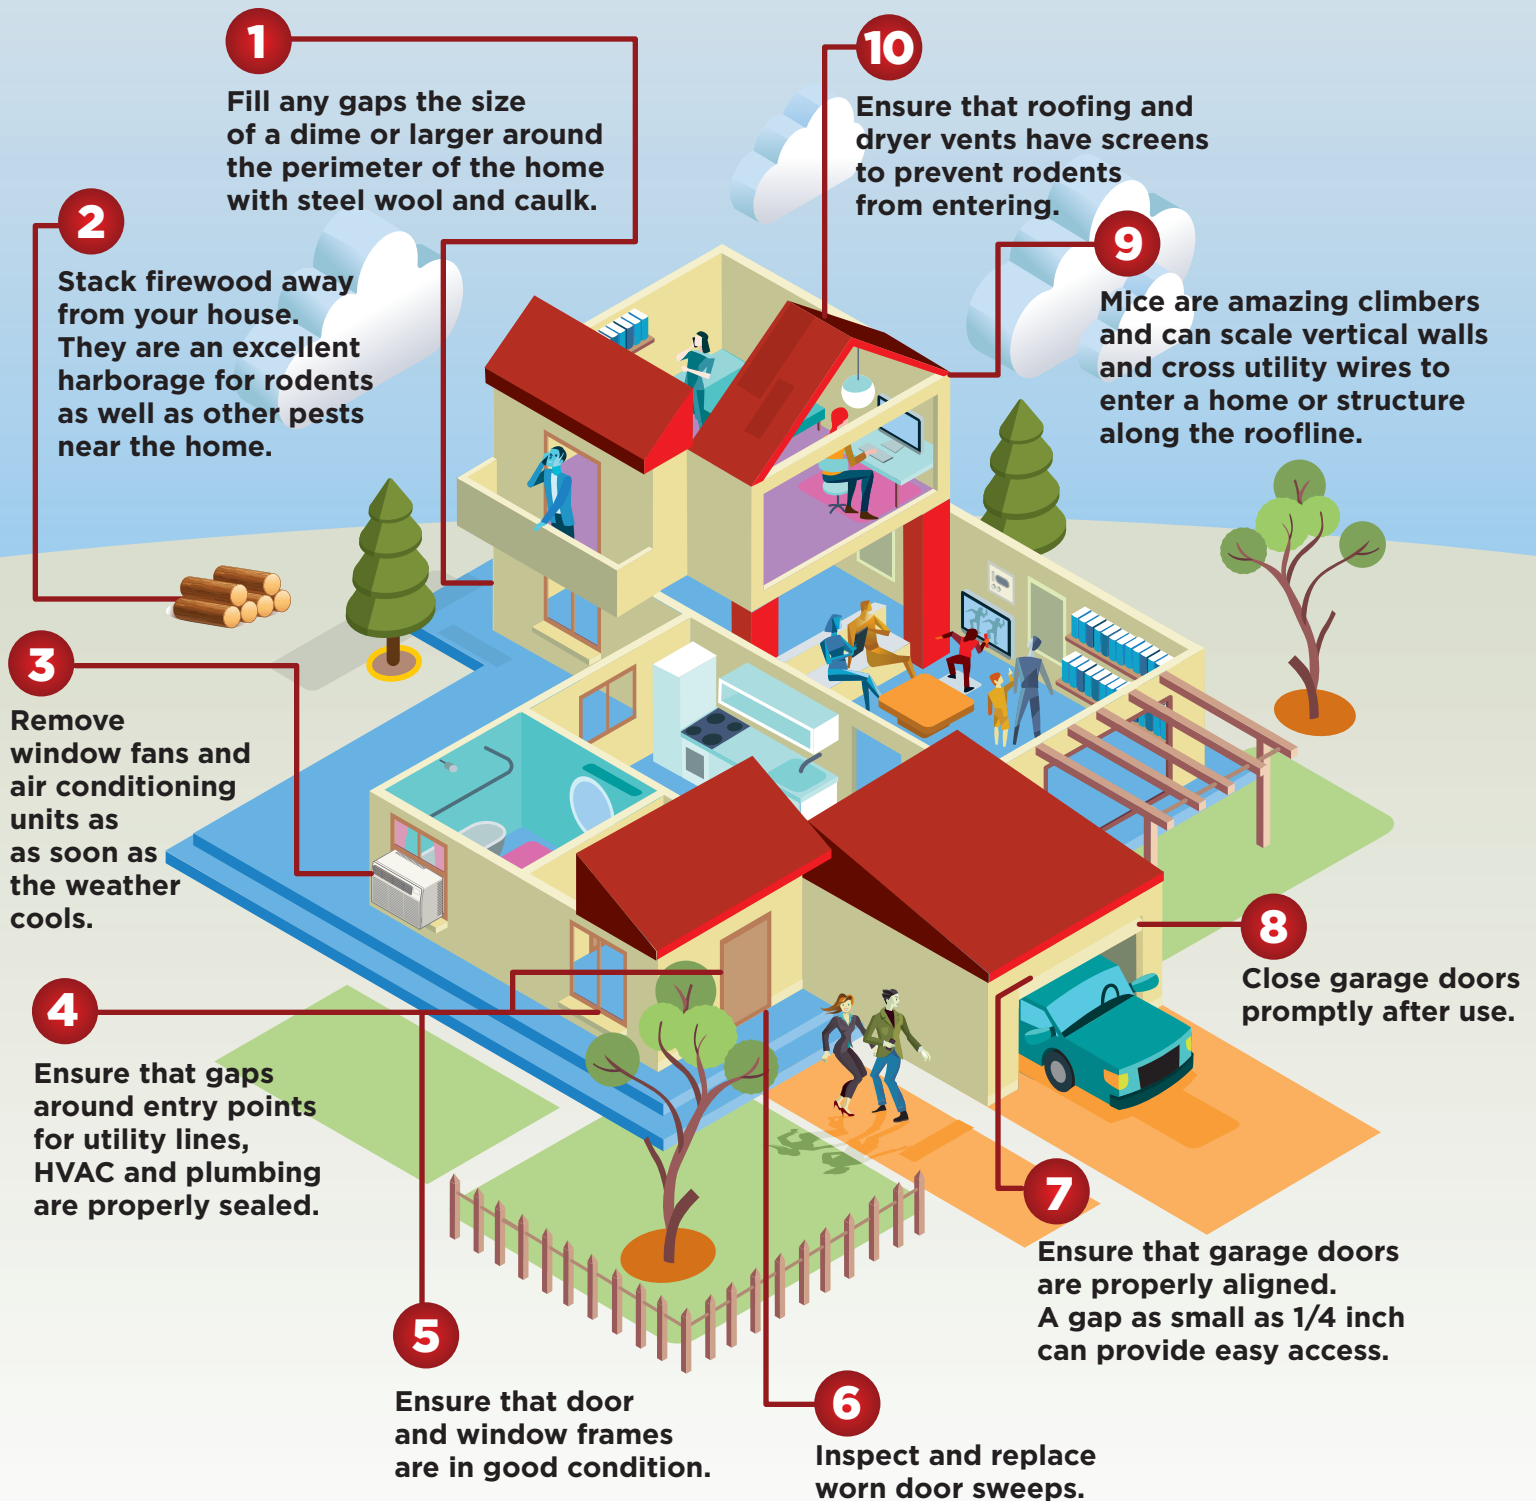 1
Fill any gaps the size
of a dime or larger around
the perimeter of the home
with steel wool and caulk.
2
Stack firewood away
from your house.
They are an excellent
harborage for rodents
as well as other pests
near the home.
3
Remove
window fans and
air conditioning
units as
as soon as
the weather
cools.
4
Ensure that gaps
around entry points
for utility lines,
HVAC and plumbing
are properly sealed.
5
Ensure that door
and window frames
are in good condition.
6
Inspect and replace
worn door sweeps.
7
Ensure that garage doors
are properly aligned.
A gap as small as 1/4 inch
can provide easy access.
8
Close garage doors
promptly after use.
9
Mice are amazing climbers
and can scale vertical walls
and cross utility wires to
enter a home or structure
along the roofline.
10
Ensure that roofing and
dryer vents have screens
to prevent rodents
from entering.